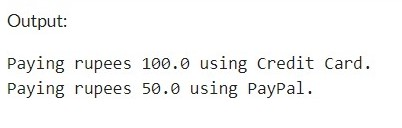 Output:
Paying rupees 100.0 using Credit Card.
Paying rupees 50.0 using PayPal.